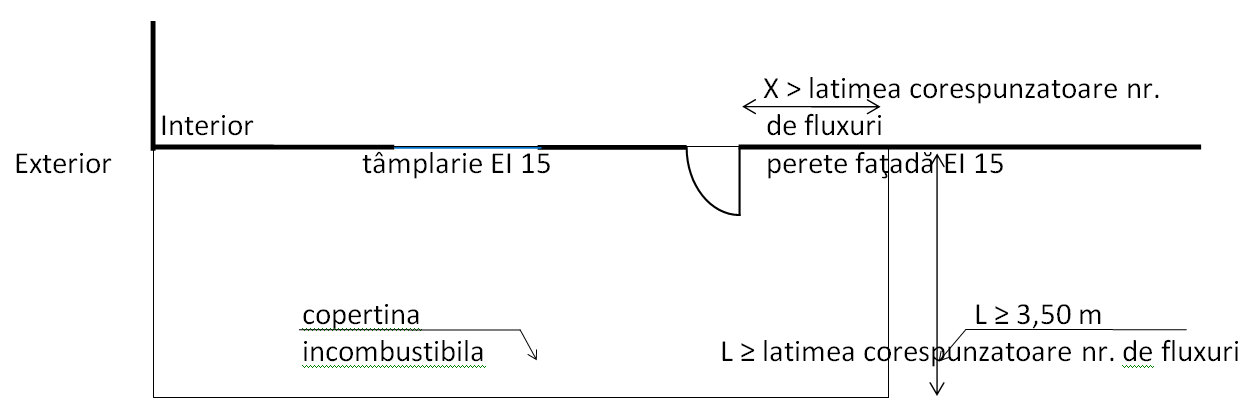 X > latimea corespunzatoare nr.
de fluxuri
Interior
Exterior
tâmplarie EI 15
perete faţadă EI 15
copertina
incombustibila
L ≥ 3,50 m
L ≥ latimea corespunzatoare nr. de fluxuri